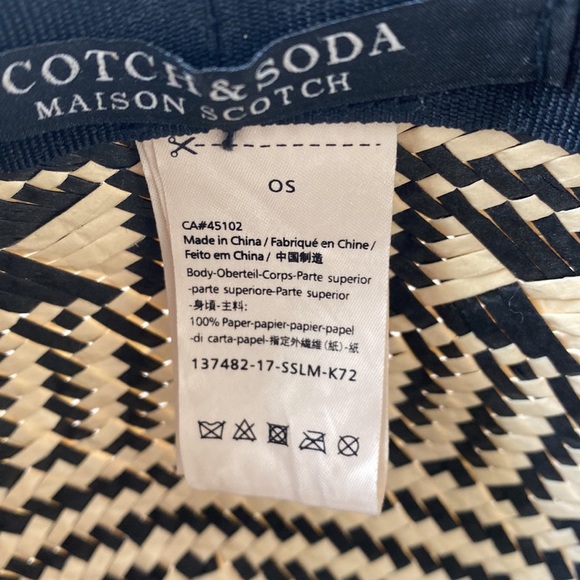 COTCH & SODA
MAISON SCOTCH
OS
CA#45102
Made in China / Fabriqué en Chine /
Feito em China / 中国制造
Body-Oberteil-Corps-Parte superior
-parte superiore-Parte superior
-身頃-主料:
100% Paper-papier-papier-papel
-di carta-papel-指定外繊維(紙)-紙
137482-17-SSLM-K72